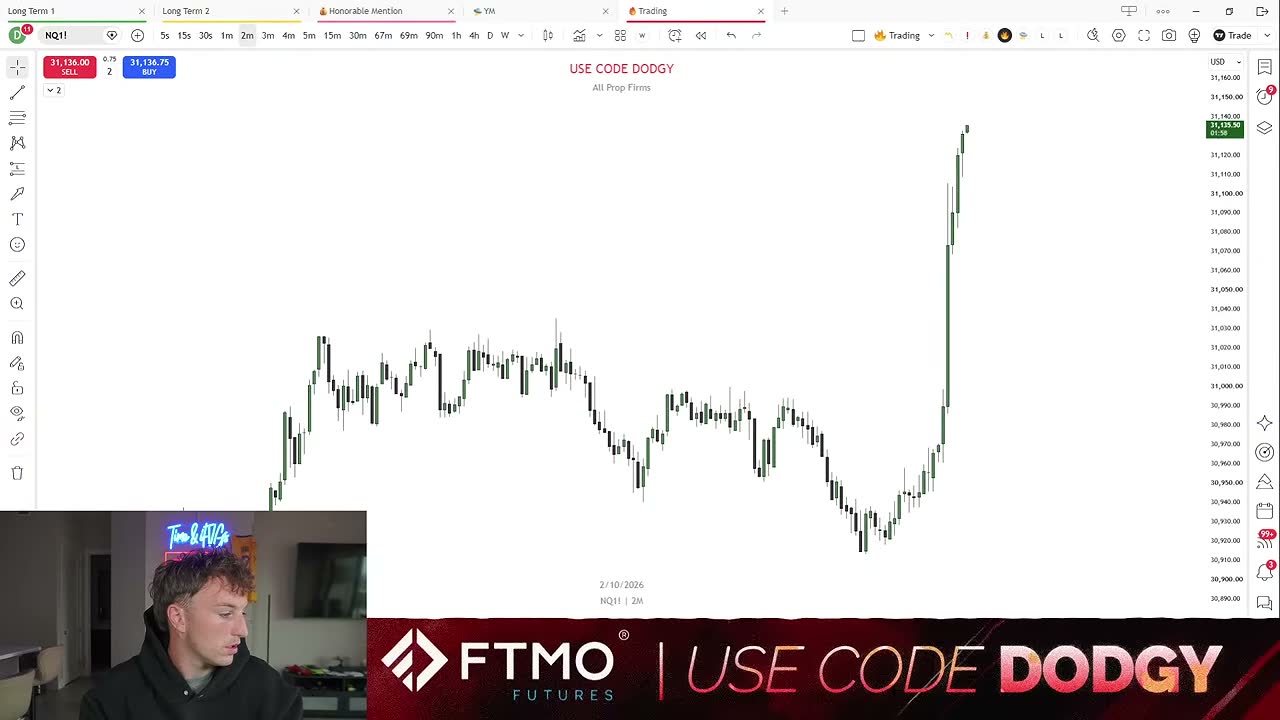 Long Term 1
Long Term 2
Honorable Mention
YM
Trading
D
11
NQ1!
5s 15s 30s 1m 2m 3m 4m 5m 15m 30m 67m 69m 90m 1h 4h D W
W
Trading
L
L
Trade
31,136.00
SELL
0.75
2
31,136.75
BUY
2
USE CODE DODGY
All Prop Firms
USD
31,160.00
31,150.00
31,140.00
31,135.50
01:58
31,120.00
31,110.00
31,100.00
31,090.00
31,080.00
31,070.00
31,060.00
31,050.00
31,040.00
31,030.00
31,020.00
31,010.00
31,000.00
30,990.00
30,980.00
30,970.00
30,960.00
30,950.00
30,940.00
30,930.00
30,920.00
30,910.00
30,900.00
30,890.00
9
99+
3
2/10/2026
NQ1! | 2M
FTMO®
FUTURES
USE CODE DODGY